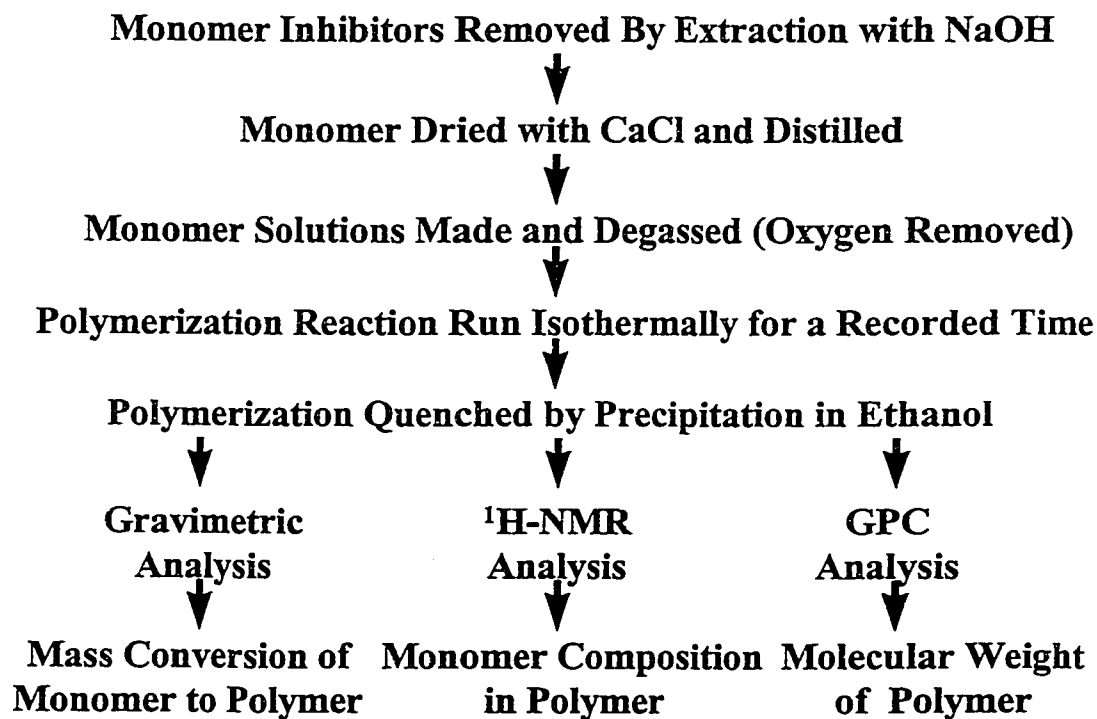 Monomer Inhibitors Removed By Extraction with NaOH
Monomer Dried with CaCl and Distilled
Monomer Solutions Made and Degassed (Oxygen Removed)
Polymerization Reaction Run Isothermally for a Recorded Time
Polymerization Quenched by Precipitation in Ethanol
Gravimetric
Analysis
¹H-NMR
Analysis
GPC
Analysis
Mass Conversion of
Monomer to Polymer
Monomer Composition
in Polymer
Molecular Weight
of Polymer